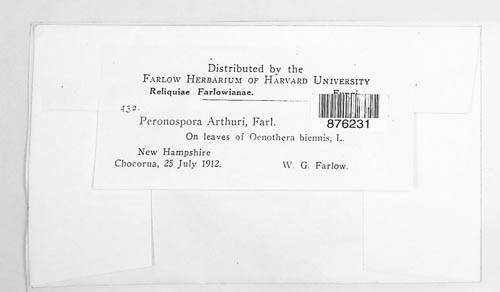 Distributed by the
FARLOW HERBARIUM OF HARVARD UNIVERSITY
Reliquiae Farlowianae. Fungi
432.
876231
Peronospora Arthuri, Farl.
On leaves of Oenothera biennis, L.
New Hampshire
Chocorua, 25 July 1912. W. G. Farlow.